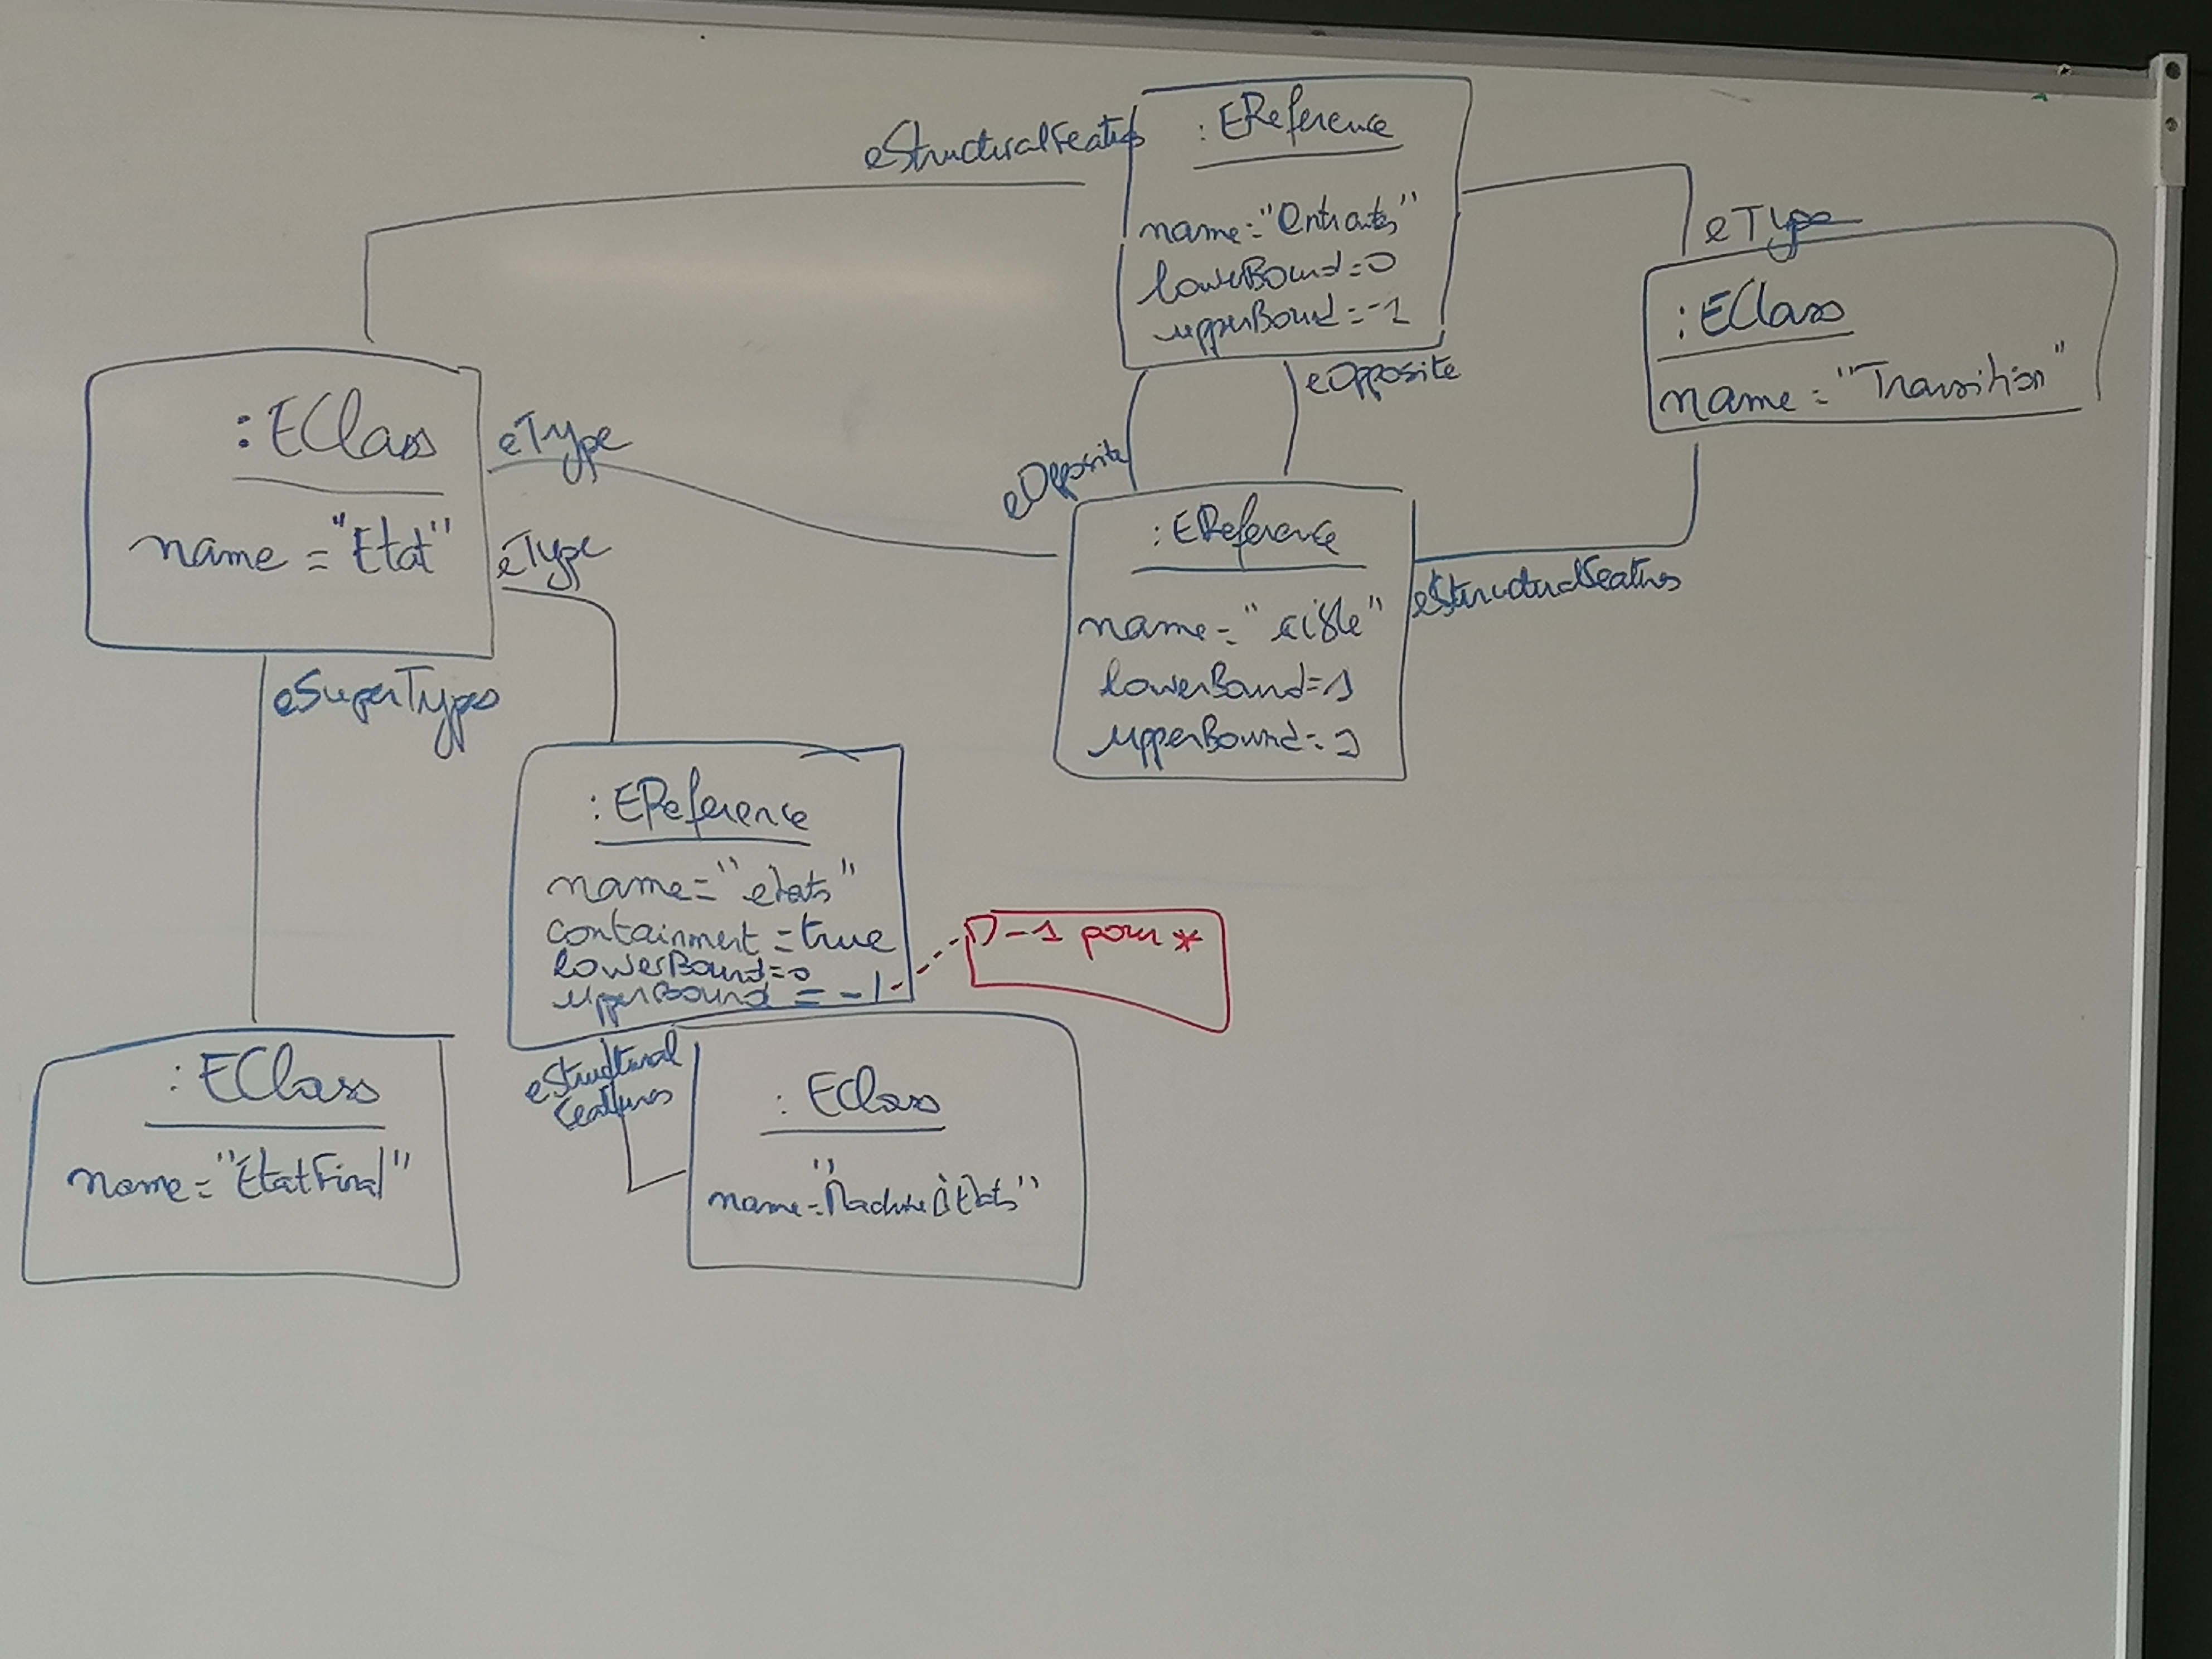 eStructuralFeatures
: EReference
name="Entrantes"
lowerBound=0
upperBound=-1
eType
: EClass
name="Transition"
eOpposite
eOpposite
: EClass
name="Etat"
eType
eType
eSuperTypes
: EReference
name="cible"
lowerBound=1
upperBound=1
eStructuralFeatures
: EReference
name="etats"
containment=true
lowerBound=0
upperBound=-1
-1 pour *
eStructural
Features
: EClass
name="EtatFinal"
: EClass
name="MachineÀEtats"